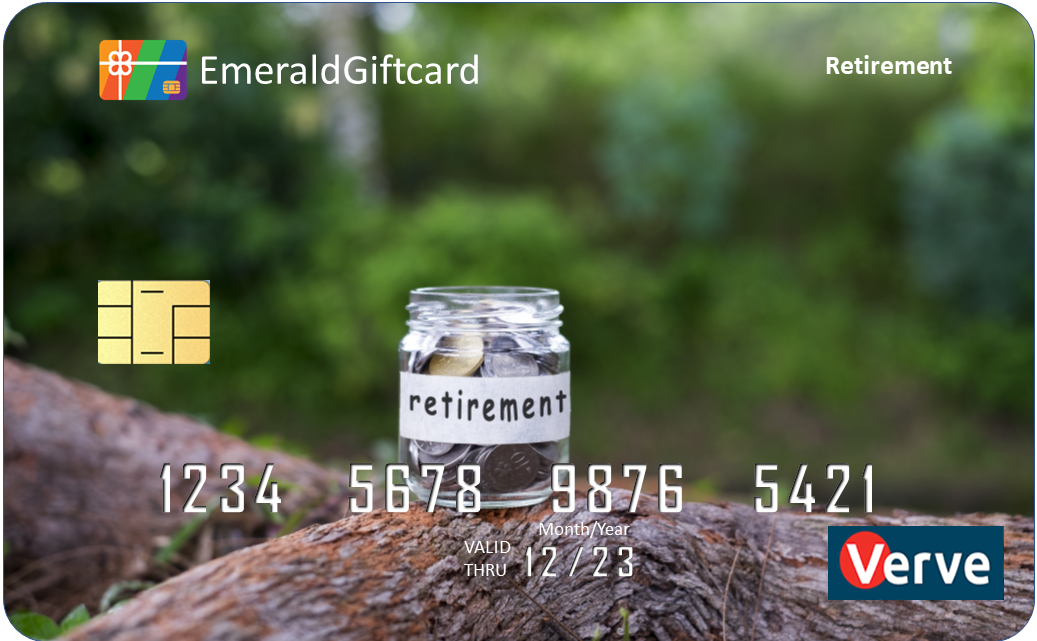 EmeraldGiftcard
Retirement
retirement
1234 5678 9876 5421
Month/Year
VALID
THRU
12/23
Verve